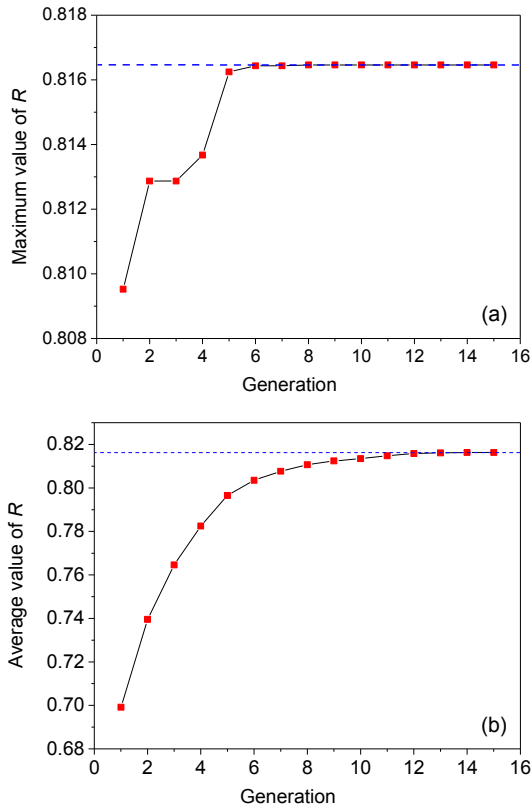 0.818
0.816
0.814
0.812
0.810
0.808
Maximum value of R
(a)
0 2 4 6 8 10 12 14 16
Generation
0.82
0.80
0.78
0.76
0.74
0.72
0.70
0.68
Average value of R
(b)
0 2 4 6 8 10 12 14 16
Generation